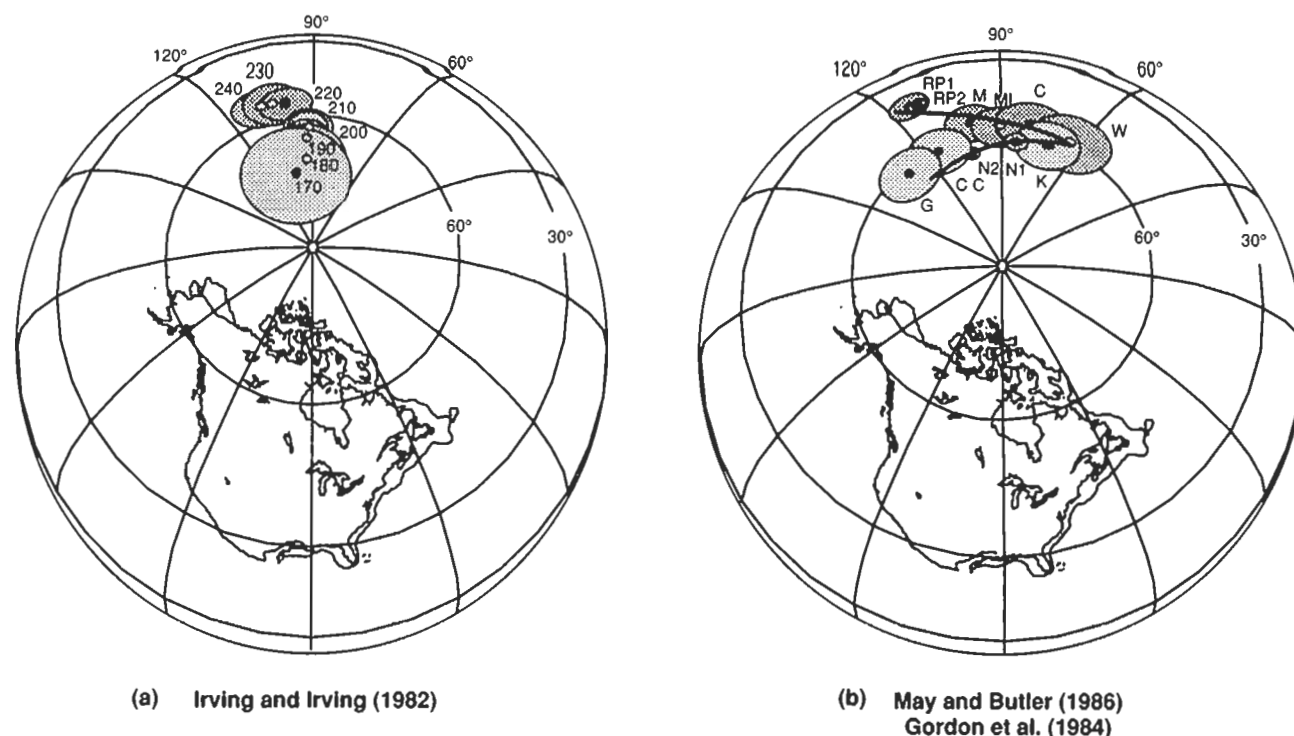 90°
120°
60°
230
240
220
210
200
190
180
170
60°
30°
(a) Irving and Irving (1982)
90°
120°
60°
RP1
RP2
M
MI
C
W
N2
N1
K
C C
G
60°
30°
(b) May and Butler (1986)
Gordon et al. (1984)